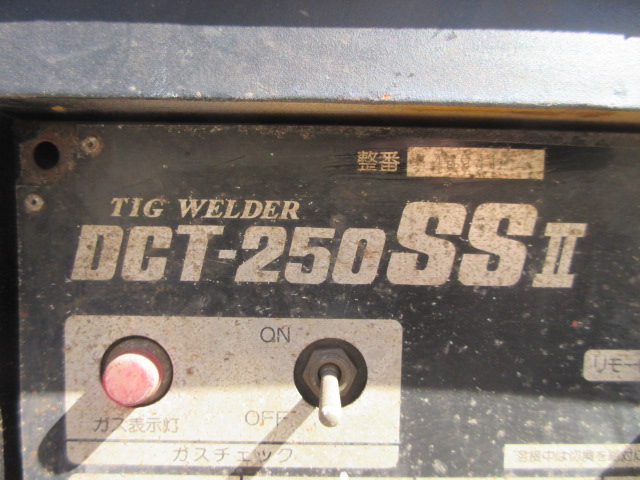 整番
TIG WELDER
DCT-250SSII
ON
OFF
ガス表示灯
ガスチェック
リモ